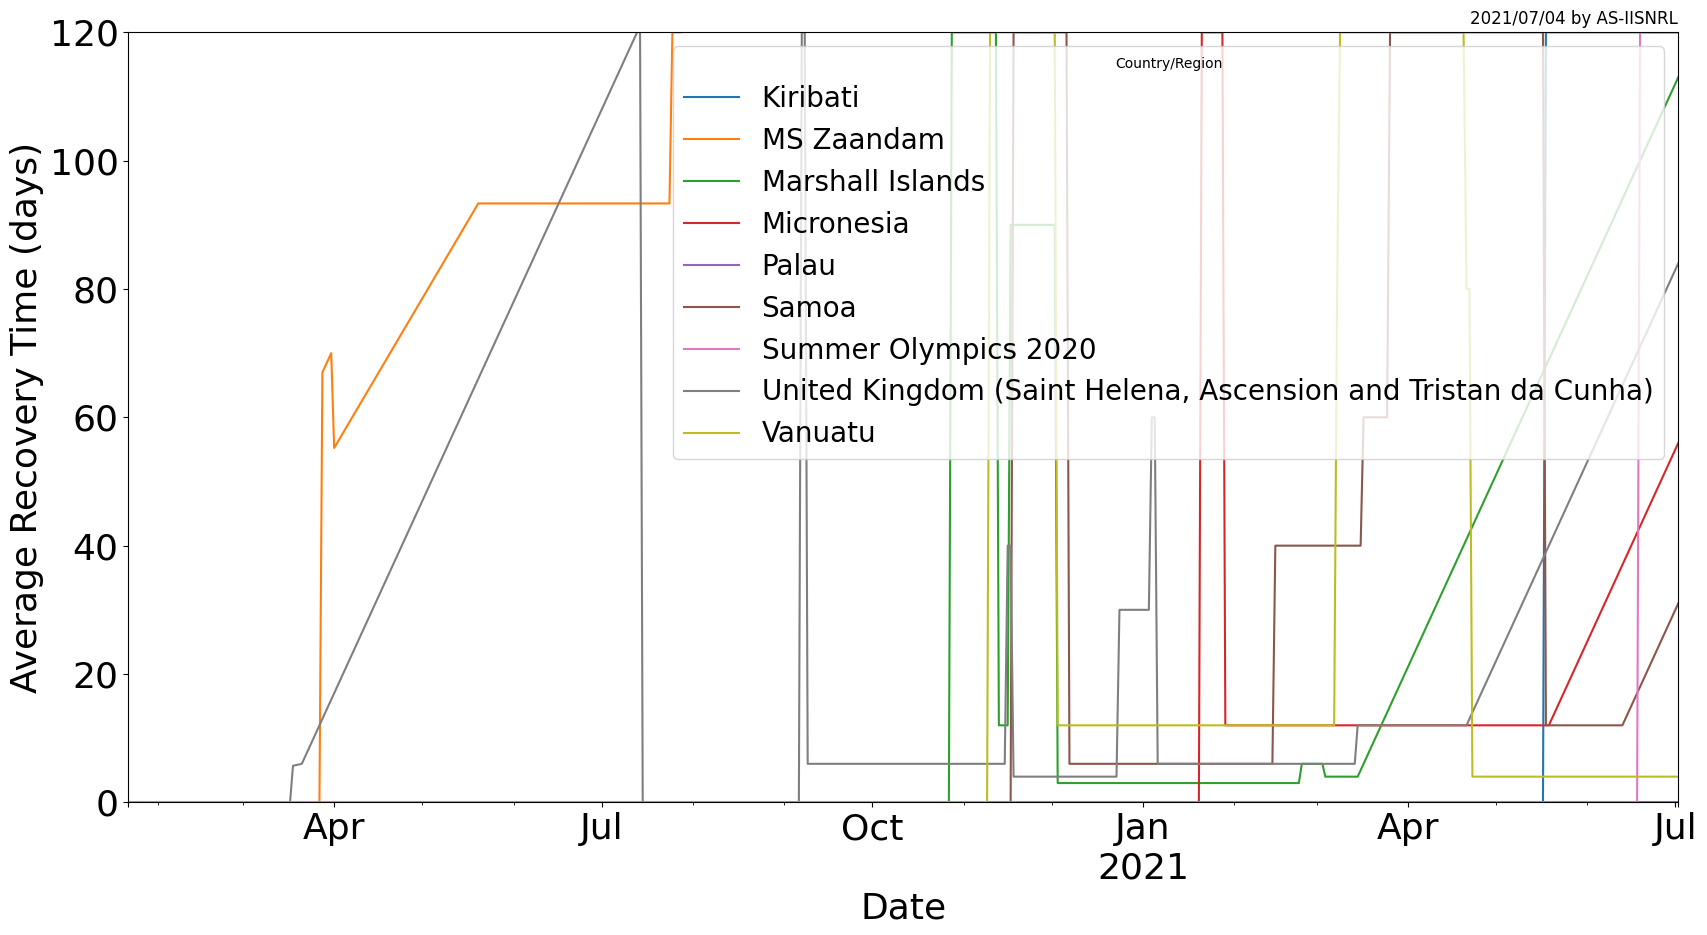 2021/07/04 by AS-IISNRL
120
100
80
60
40
20
0
Average Recovery Time (days)
Country/Region
Kiribati
MS Zaandam
Marshall Islands
Micronesia
Palau
Samoa
Summer Olympics 2020
United Kingdom (Saint Helena, Ascension and Tristan da Cunha)
Vanuatu
Apr Jul Oct Jan Apr Jul
2021
Date